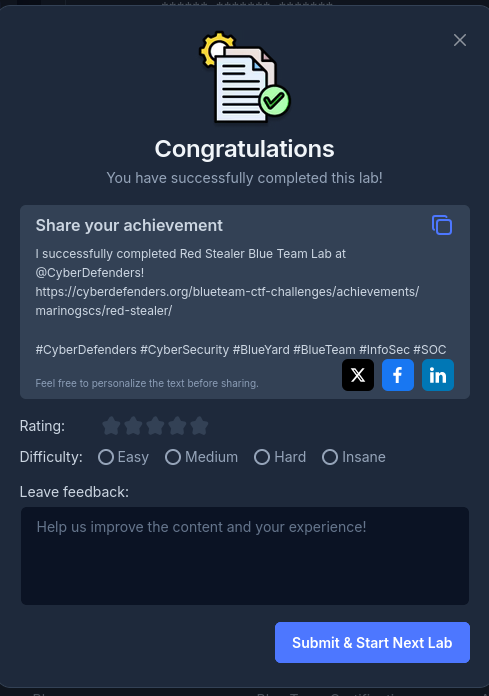 Congratulations
You have successfully completed this lab!
Share your achievement
I successfully completed Red Stealer Blue Team Lab at
@CyberDefenders!
https://cyberdefenders.org/blueteam-ctf-challenges/achievements/
marinogscs/red-stealer/
#CyberDefenders #CyberSecurity #BlueYard #BlueTeam #InfoSec #SOC
Feel free to personalize the text before sharing.
Rating:
Difficulty: Easy Medium Hard Insane
Leave feedback:
Help us improve the content and your experience!
Submit & Start Next Lab